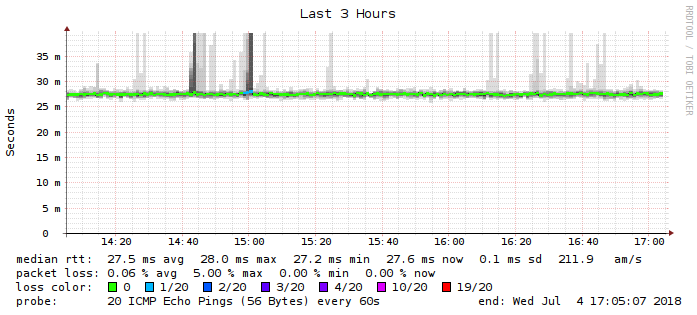 Last 3 Hours
RRDTOOL / TOBI OETIKER
Seconds
35 m
30 m
25 m
20 m
15 m
10 m
5 m
0
14:20 14:40 15:00 15:20 15:40 16:00 16:20 16:40 17:00
median rtt: 27.5 ms avg 28.0 ms max 27.2 ms min 27.6 ms now 0.1 ms sd 211.9 am/s
packet loss: 0.06 % avg 5.00 % max 0.00 % min 0.00 % now
loss color: 0 1/20 2/20 3/20 4/20 10/20 19/20
probe: 20 ICMP Echo Pings (56 Bytes) every 60s end: Wed Jul 4 17:05:07 2018